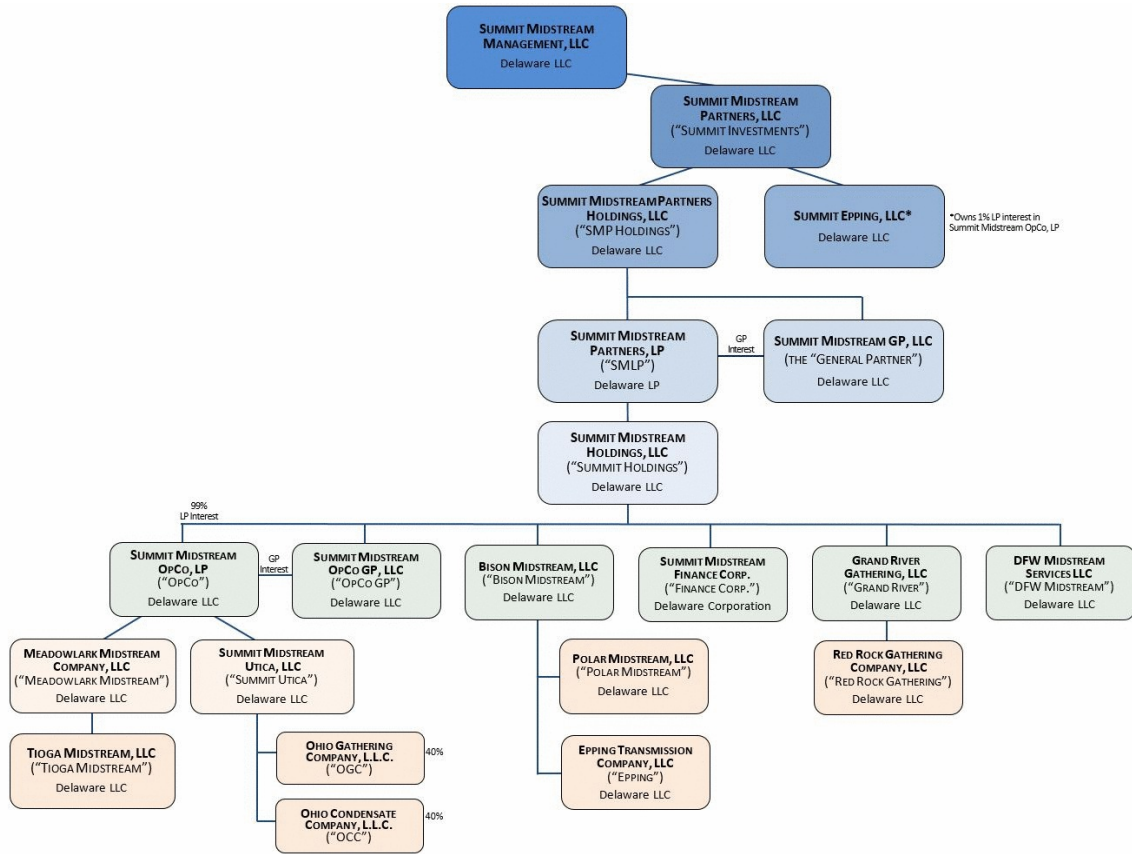 SUMMIT MIDSTREAM
MANAGEMENT, LLC
Delaware LLC
SUMMIT MIDSTREAM
PARTNERS, LLC
("SUMMIT INVESTMENTS")
Delaware LLC
SUMMIT MIDSTREAM PARTNERS
HOLDINGS, LLC
("SMP HOLDINGS")
Delaware LLC
SUMMIT EPPING, LLC*
Delaware LLC
*Owns 1% LP interest in
Summit Midstream OpCo, LP
SUMMIT MIDSTREAM
PARTNERS, LP
("SMLP")
Delaware LP
GP
Interest
SUMMIT MIDSTREAM GP, LLC
(THE "GENERAL PARTNER")
Delaware LLC
SUMMIT MIDSTREAM
HOLDINGS, LLC
("SUMMIT HOLDINGS")
Delaware LLC
99%
LP Interest
SUMMIT MIDSTREAM
OPCO, LP
("OPCO")
Delaware LLC
GP
Interest
SUMMIT MIDSTREAM
OPCO GP, LLC
("OPCO GP")
Delaware LLC
BISON MIDSTREAM, LLC
("BISON MIDSTREAM")
Delaware LLC
SUMMIT MIDSTREAM
FINANCE CORP.
("FINANCE CORP.")
Delaware Corporation
GRAND RIVER
GATHERING, LLC
("GRAND RIVER")
Delaware LLC
DFW MIDSTREAM
SERVICES LLC
("DFW MIDSTREAM")
Delaware LLC
MEADOWLARK MIDSTREAM
COMPANY, LLC
("MEADOWLARK MIDSTREAM")
Delaware LLC
SUMMIT MIDSTREAM
UTICA, LLC
("SUMMIT UTICA")
Delaware LLC
POLAR MIDSTREAM, LLC
("POLAR MIDSTREAM")
Delaware LLC
RED ROCK GATHERING
COMPANY, LLC
("RED ROCK GATHERING")
Delaware LLC
TIOGA MIDSTREAM, LLC
("TIOGA MIDSTREAM")
Delaware LLC
OHIO GATHERING
COMPANY, L.L.C.
("OGC")
40%
EPPING TRANSMISSION
COMPANY, LLC
("EPPING")
Delaware LLC
OHIO CONDENSATE
COMPANY, L.L.C.
("OCC")
40%